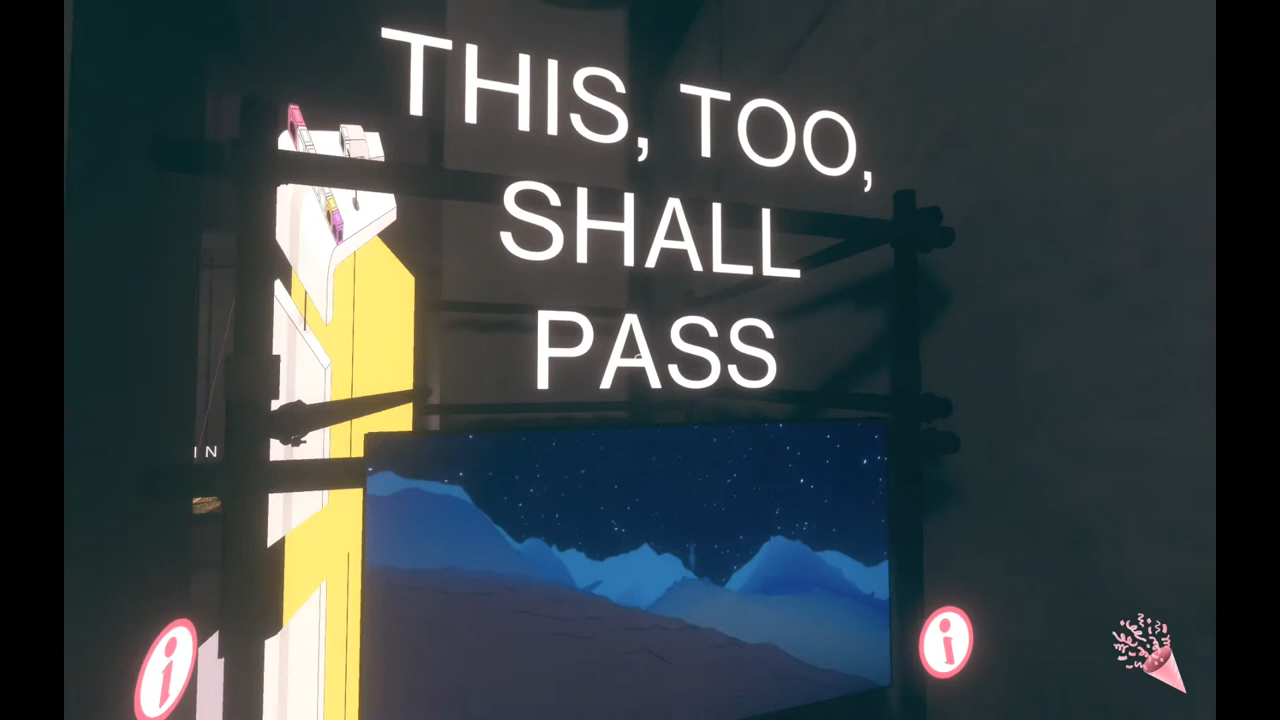 THIS, TOO,
SHALL
PASS
IN
i
i